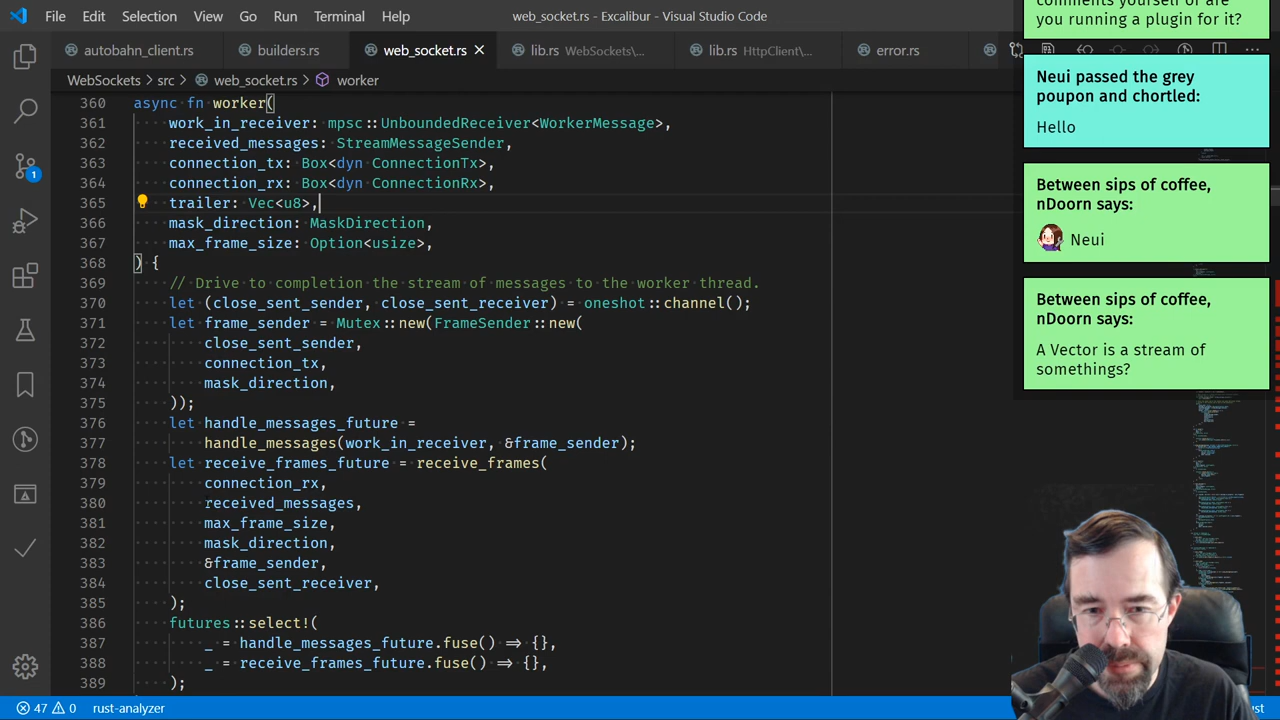 File Edit Selection View Go Run Terminal Help web_socket.rs - Excalibur - Visual Studio Code
autobahn_client.rs builders.rs web_socket.rs lib.rs WebSockets\... lib.rs HttpClient\... error.rs
WebSockets > src > web_socket.rs > worker
360 async fn worker(
361 work_in_receiver: mpsc::UnboundedReceiver<WorkerMessage>,
362 received_messages: StreamMessageSender,
363 connection_tx: Box<dyn ConnectionTx>,
364 connection_rx: Box<dyn ConnectionRx>,
365 trailer: Vec<u8>,
366 mask_direction: MaskDirection,
367 max_frame_size: Option<usize>,
368 ) {
369 // Drive to completion the stream of messages to the worker thread.
370 let (close_sent_sender, close_sent_receiver) = oneshot::channel();
371 let frame_sender = Mutex::new(FrameSender::new(
372 close_sent_sender,
373 connection_tx,
374 mask_direction,
375 ));
376 let handle_messages_future =
377 handle_messages(work_in_receiver, &frame_sender);
378 let receive_frames_future = receive_frames(
379 connection_rx,
380 received_messages,
381 max_frame_size,
382 mask_direction,
383 &frame_sender,
384 close_sent_receiver,
385 );
386 futures::select!(
387 _ = handle_messages_future.fuse() => {},
388 _ = receive_frames_future.fuse() => {},
389 );
comments yourself or are
you running a plugin for it?
Neui passed the grey
poupon and chortled:
Hello
Between sips of coffee,
nDoorn says:
Neui
Between sips of coffee,
nDoorn says:
A Vector is a stream of
somethings?
1
47 0 rust-analyzer